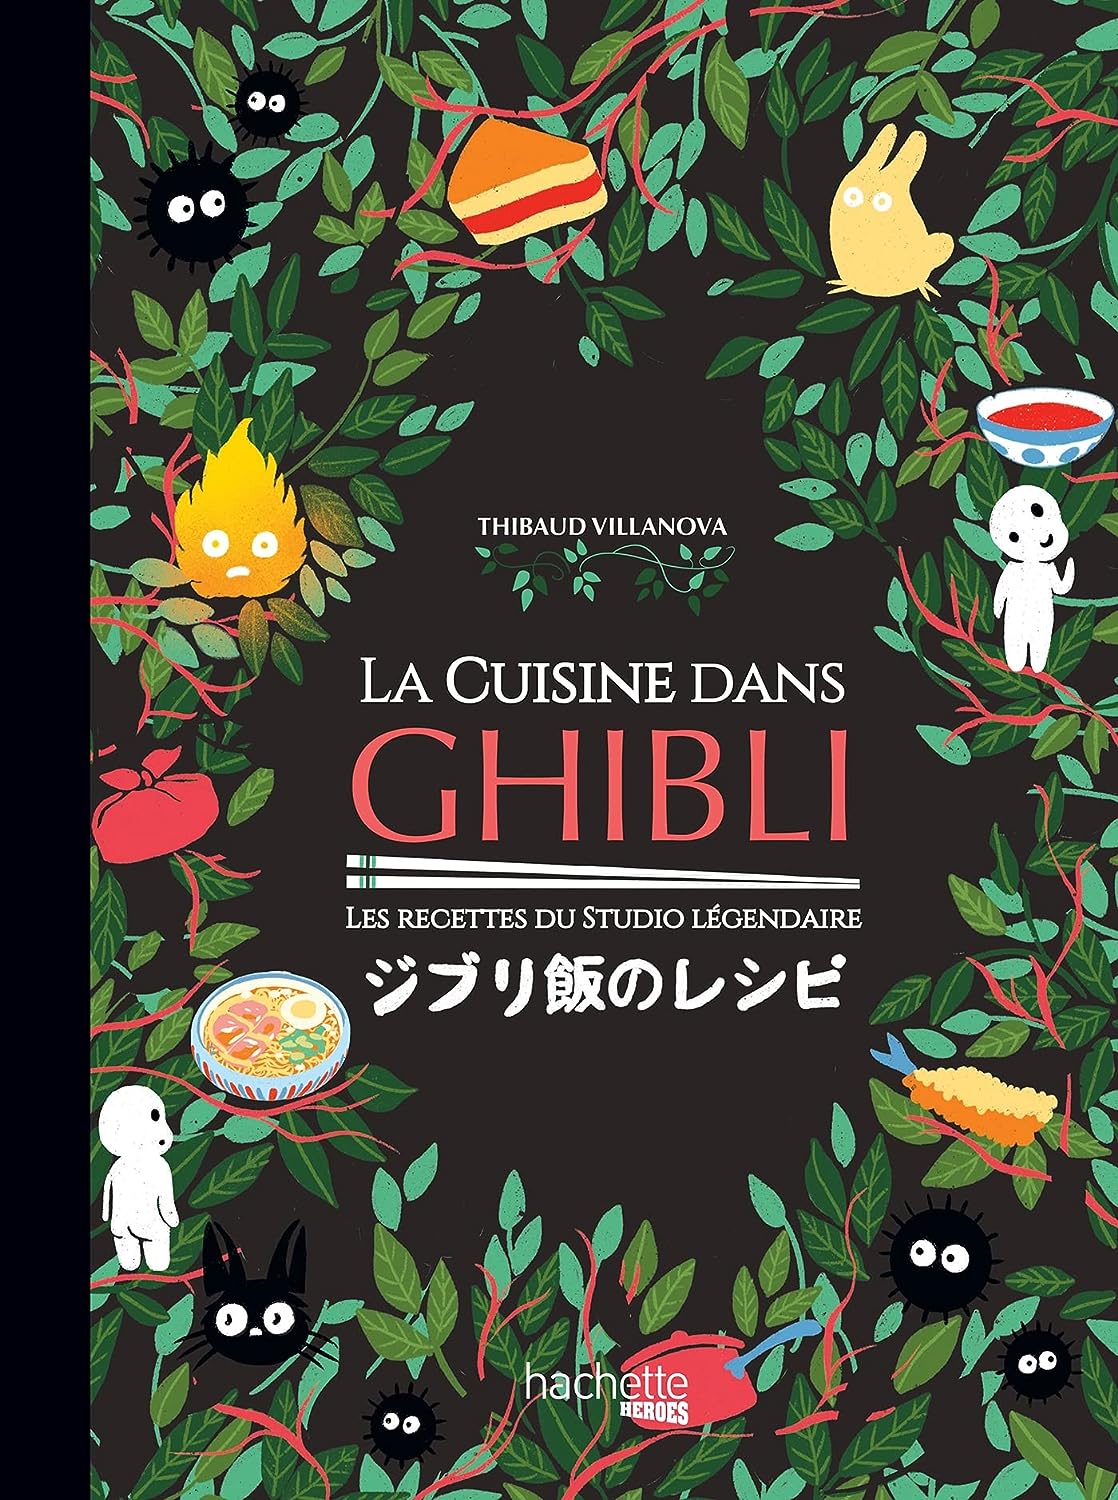 THIBAUD VILLANOVA
LA CUISINE DANS
GHIBLI
LES RECETTES DU STUDIO LÉGENDAIRE
ジブリ飯のレシピ
hachette
HEROES